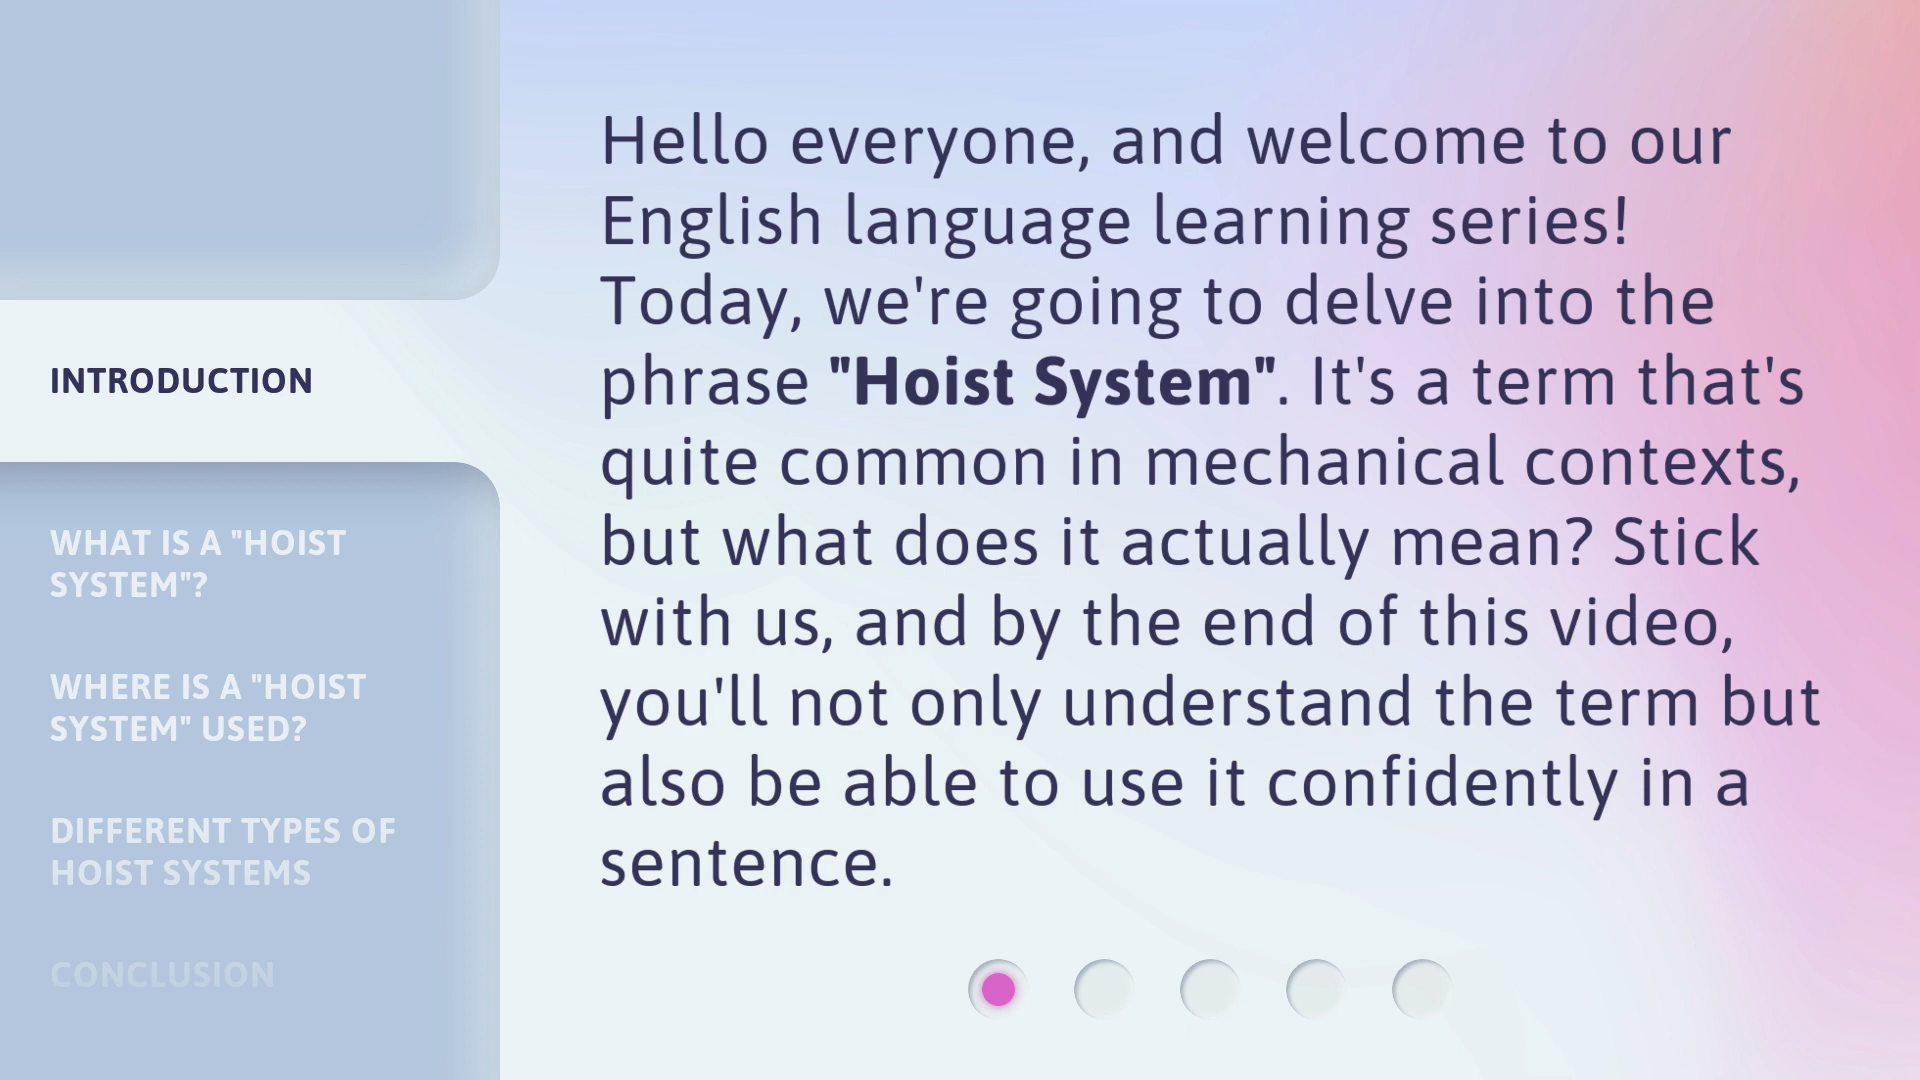 INTRODUCTION
WHAT IS A "HOIST
SYSTEM"?
WHERE IS A "HOIST
SYSTEM" USED?
DIFFERENT TYPES OF
HOIST SYSTEMS
CONCLUSION
Hello everyone, and welcome to our
English language learning series!
Today, we're going to delve into the
phrase "Hoist System". It's a term that's
quite common in mechanical contexts,
but what does it actually mean? Stick
with us, and by the end of this video,
you'll not only understand the term but
also be able to use it confidently in a
sentence.